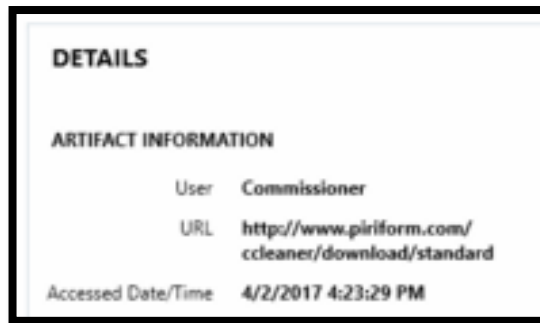 DETAILS
ARTIFACT INFORMATION
User Commissioner
URL http://www.piriform.com/
ccleaner/download/standard
Accessed Date/Time 4/2/2017 4:23:29 PM